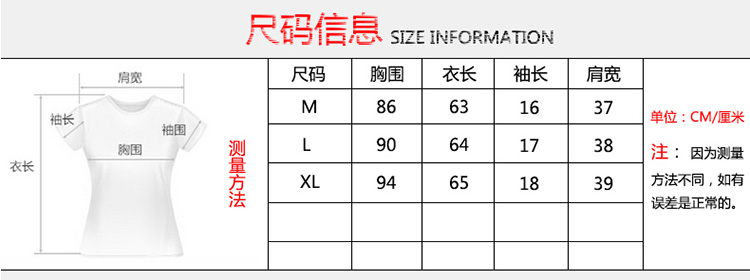 尺码信息 SIZE INFORMATION
肩宽
袖长
袖围
胸围
衣长
测量方法
尺码 胸围 衣长 袖长 肩宽
M 86 63 16 37
L 90 64 17 38
XL 94 65 18 39
单位：CM/厘米
注： 因为测量
方法不同，如有
误差是正常的。